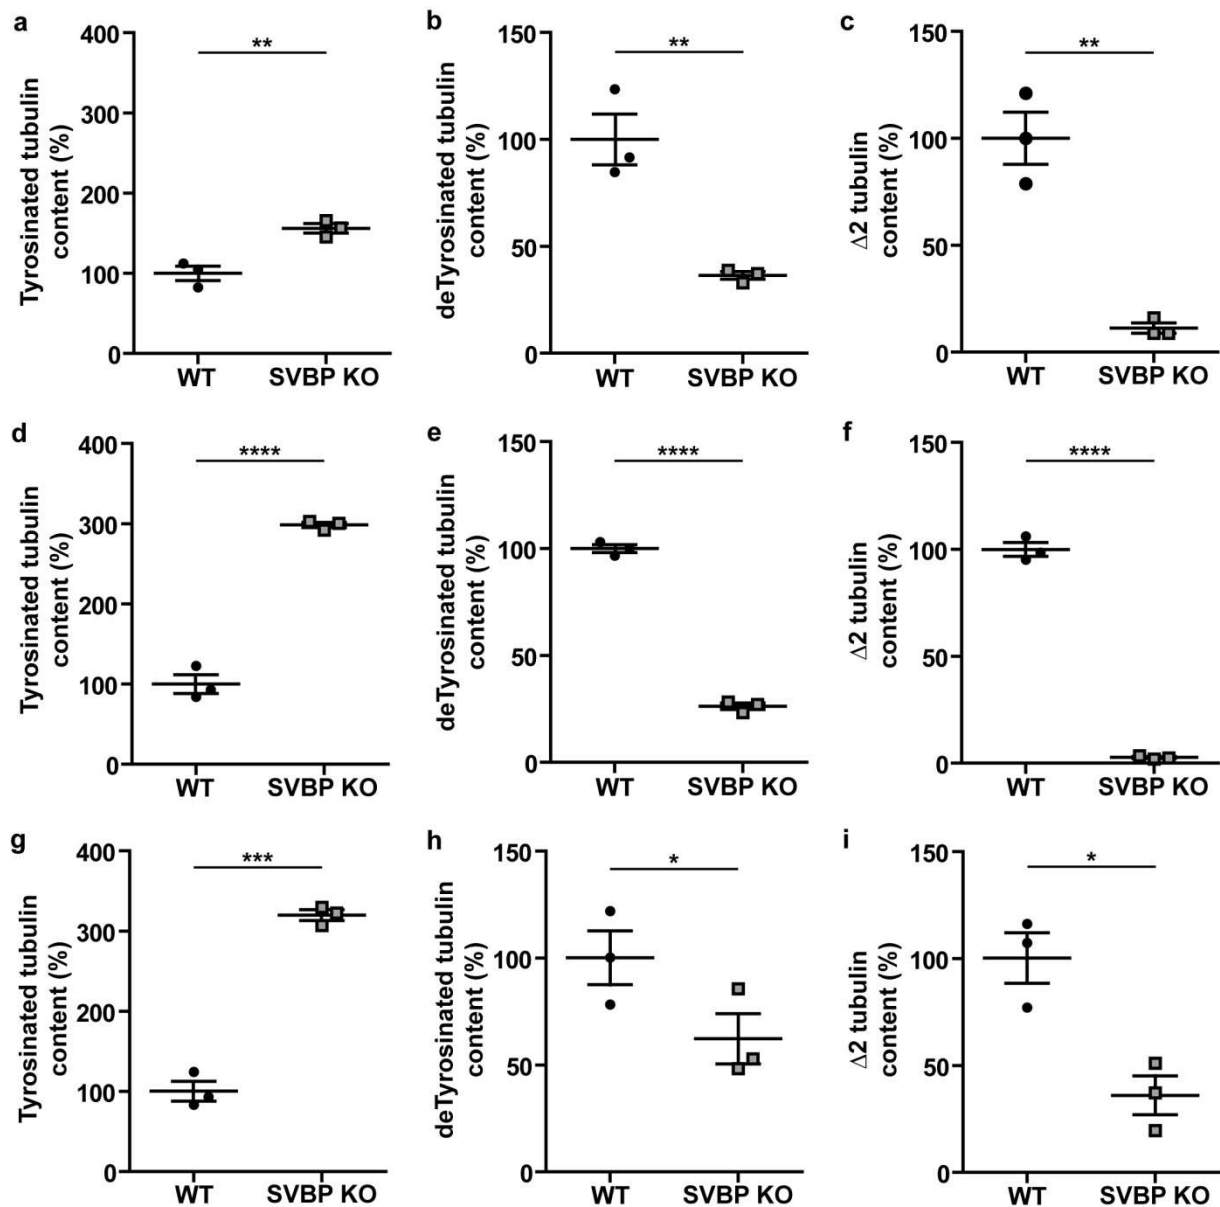 a
Tyrosinated tubulin
content (%)
400
300
200
100
0
**
WT
SVBP KO
b
deTyrosinated tubulin
content (%)
150
100
50
0
**
WT
SVBP KO
c
Δ2 tubulin
content (%)
150
100
50
0
**
WT
SVBP KO
d
Tyrosinated tubulin
content (%)
400
300
200
100
0
****
WT
SVBP KO
e
deTyrosinated tubulin
content (%)
150
100
50
0
****
WT
SVBP KO
f
Δ2 tubulin
content (%)
150
100
50
0
****
WT
SVBP KO
g
Tyrosinated tubulin
content (%)
400
300
200
100
0
***
WT
SVBP KO
h
deTyrosinated tubulin
content (%)
150
100
50
0
*
WT
SVBP KO
i
Δ2 tubulin
content (%)
150
100
50
0
*
WT
SVBP KO